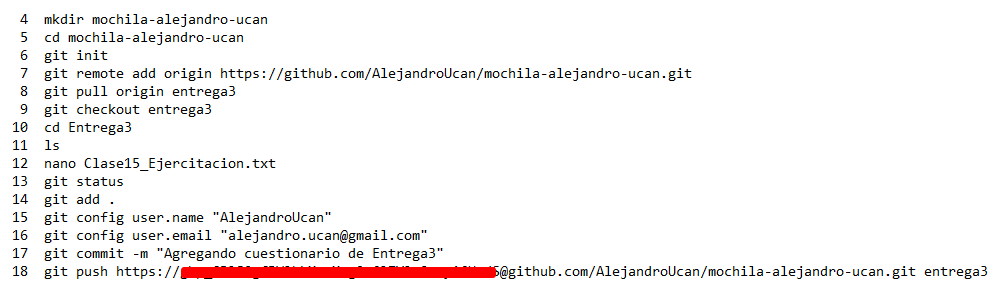 4 mkdir mochila-alejandro-ucan
5 cd mochila-alejandro-ucan
6 git init
7 git remote add origin https://github.com/AlejandroUcan/mochila-alejandro-ucan.git
8 git pull origin entrega3
9 git checkout entrega3
10 cd Entrega3
11 ls
12 nano Clase15_Ejercitacion.txt
13 git status
14 git add .
15 git config user.name "AlejandroUcan"
16 git config user.email "alejandro.ucan@gmail.com"
17 git commit -m "Agregando cuestionario de Entrega3"
18 git push https://@github.com/AlejandroUcan/mochila-alejandro-ucan.git entrega3